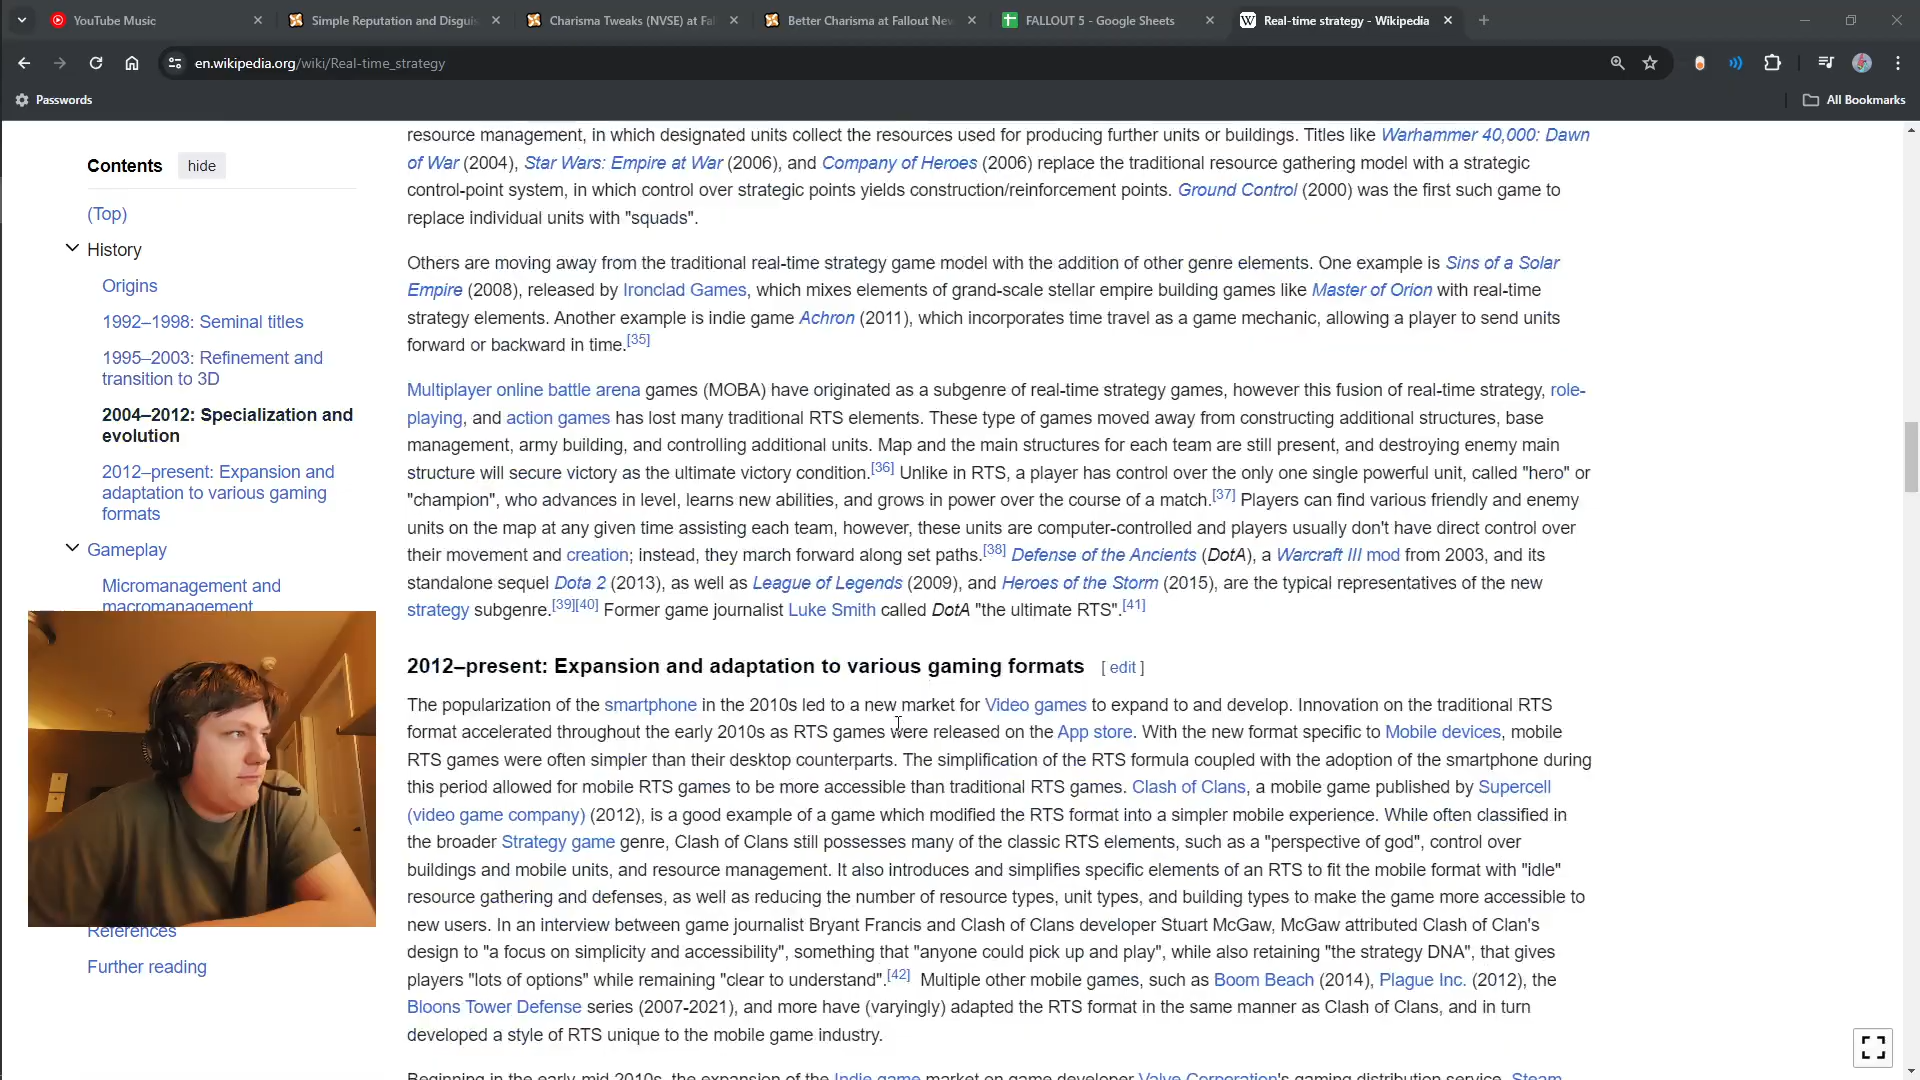 YouTube Music
Simple Reputation and Disguis
Charisma Tweaks (NVSE) at Fal
Better Charisma at Fallout New
FALLOUT 5 - Google Sheets
Real-time strategy - Wikipedia
en.wikipedia.org/wiki/Real-time_strategy
Passwords
All Bookmarks
Contents
hide
(Top)
History
Origins
1992–1998: Seminal titles
1995–2003: Refinement and
transition to 3D
2004–2012: Specialization and
evolution
2012–present: Expansion and
adaptation to various gaming
formats
Gameplay
Micromanagement and
macromanagement
References
Further reading
resource management, in which designated units collect the resources used for producing further units or buildings. Titles like Warhammer 40,000: Dawn
of War (2004), Star Wars: Empire at War (2006), and Company of Heroes (2006) replace the traditional resource gathering model with a strategic
control-point system, in which control over strategic points yields construction/reinforcement points. Ground Control (2000) was the first such game to
replace individual units with "squads".
Others are moving away from the traditional real-time strategy game model with the addition of other genre elements. One example is Sins of a Solar
Empire (2008), released by Ironclad Games, which mixes elements of grand-scale stellar empire building games like Master of Orion with real-time
strategy elements. Another example is indie game Achron (2011), which incorporates time travel as a game mechanic, allowing a player to send units
forward or backward in time.[35]
Multiplayer online battle arena games (MOBA) have originated as a subgenre of real-time strategy games, however this fusion of real-time strategy, role-
playing, and action games has lost many traditional RTS elements. These type of games moved away from constructing additional structures, base
management, army building, and controlling additional units. Map and the main structures for each team are still present, and destroying enemy main
structure will secure victory as the ultimate victory condition.[36] Unlike in RTS, a player has control over the only one single powerful unit, called "hero" or
"champion", who advances in level, learns new abilities, and grows in power over the course of a match.[37] Players can find various friendly and enemy
units on the map at any given time assisting each team, however, these units are computer-controlled and players usually don't have direct control over
their movement and creation; instead, they march forward along set paths.[38] Defense of the Ancients (DotA), a Warcraft III mod from 2003, and its
standalone sequel Dota 2 (2013), as well as League of Legends (2009), and Heroes of the Storm (2015), are the typical representatives of the new
strategy subgenre.[39][40] Former game journalist Luke Smith called DotA "the ultimate RTS".[41]
2012–present: Expansion and adaptation to various gaming formats [ edit ]
The popularization of the smartphone in the 2010s led to a new market for Video games to expand to and develop. Innovation on the traditional RTS
format accelerated throughout the early 2010s as RTS games were released on the App store. With the new format specific to Mobile devices, mobile
RTS games were often simpler than their desktop counterparts. The simplification of the RTS formula coupled with the adoption of the smartphone during
this period allowed for mobile RTS games to be more accessible than traditional RTS games. Clash of Clans, a mobile game published by Supercell
(video game company) (2012), is a good example of a game which modified the RTS format into a simpler mobile experience. While often classified in
the broader Strategy game genre, Clash of Clans still possesses many of the classic RTS elements, such as a "perspective of god", control over
buildings and mobile units, and resource management. It also introduces and simplifies specific elements of an RTS to fit the mobile format with "idle"
resource gathering and defenses, as well as reducing the number of resource types, unit types, and building types to make the game more accessible to
new users. In an interview between game journalist Bryant Francis and Clash of Clans developer Stuart McGaw, McGaw attributed Clash of Clan's
design to "a focus on simplicity and accessibility", something that "anyone could pick up and play", while also retaining "the strategy DNA", that gives
players "lots of options" while remaining "clear to understand".[42] Multiple other mobile games, such as Boom Beach (2014), Plague Inc. (2012), the
Bloons Tower Defense series (2007-2021), and more have (varyingly) adapted the RTS format in the same manner as Clash of Clans, and in turn
developed a style of RTS unique to the mobile game industry.
Beginning in the early-mid 2010s, the expansion of the Indie game market on game developer Valve Corporation's gaming distribution service, Steam